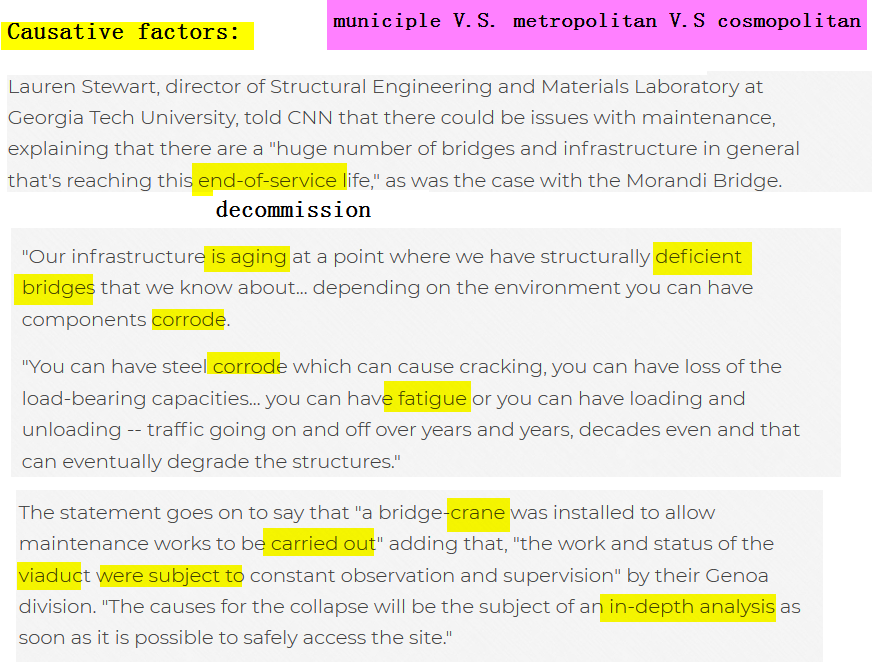 Causative factors:
municiple V.S. metropolitan V.S cosmopolitan
Lauren Stewart, director of Structural Engineering and Materials Laboratory at
Georgia Tech University, told CNN that there could be issues with maintenance,
explaining that there are a "huge number of bridges and infrastructure in general
that's reaching this end-of-service life," as was the case with the Morandi Bridge.
decommission
"Our infrastructure is aging at a point where we have structurally deficient
bridges that we know about... depending on the environment you can have
components corrode.
"You can have steel corrode which can cause cracking, you can have loss of the
load-bearing capacities... you can have fatigue or you can have loading and
unloading -- traffic going on and off over years and years, decades even and that
can eventually degrade the structures."
The statement goes on to say that "a bridge-crane was installed to allow
maintenance works to be carried out" adding that, "the work and status of the
viaduct were subject to constant observation and supervision" by their Genoa
division. "The causes for the collapse will be the subject of an in-depth analysis as
soon as it is possible to safely access the site."